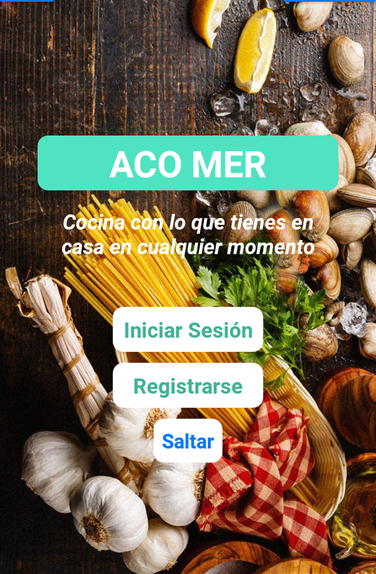 ACO MER
Cocina con lo que tienes en
casa en cualquier momento
Iniciar Sesión
Registrarse
Saltar